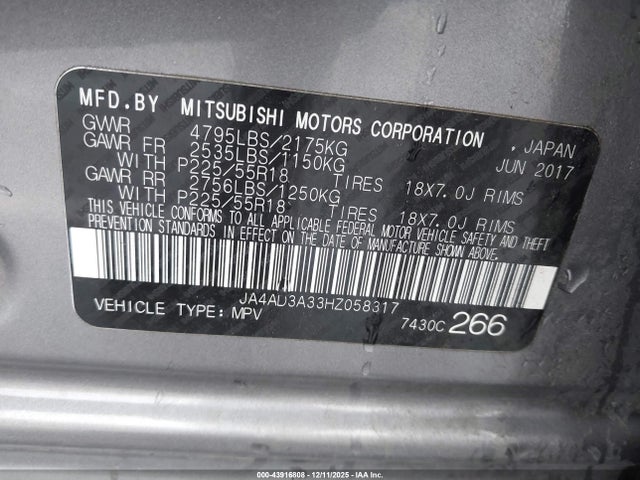 MFD.BY MITSUBISHI MOTORS CORPORATION , JAPAN
GVWR 4795LBS/2175KG JUN 2017
GAWR FR 2535LBS/1150KG
WITH P225/55R18 TIRES 18X7.0J RIMS
GAWR RR 2756LBS/1250KG
WITH P225/55R18 TIRES 18X7.0J RIMS
THIS VEHICLE CONFORMS TO ALL APPLICABLE FEDERAL MOTOR VEHICLE SAFETY AND THEFT
PREVENTION STANDARDS IN EFFECT ON THE DATE OF MANUFACTURE SHOWN ABOVE.
JA4AD3A33HZ058317
VEHICLE TYPE: MPV 7430C 266
000-43916808 - 12/11/2025 - ©IAA Inc.